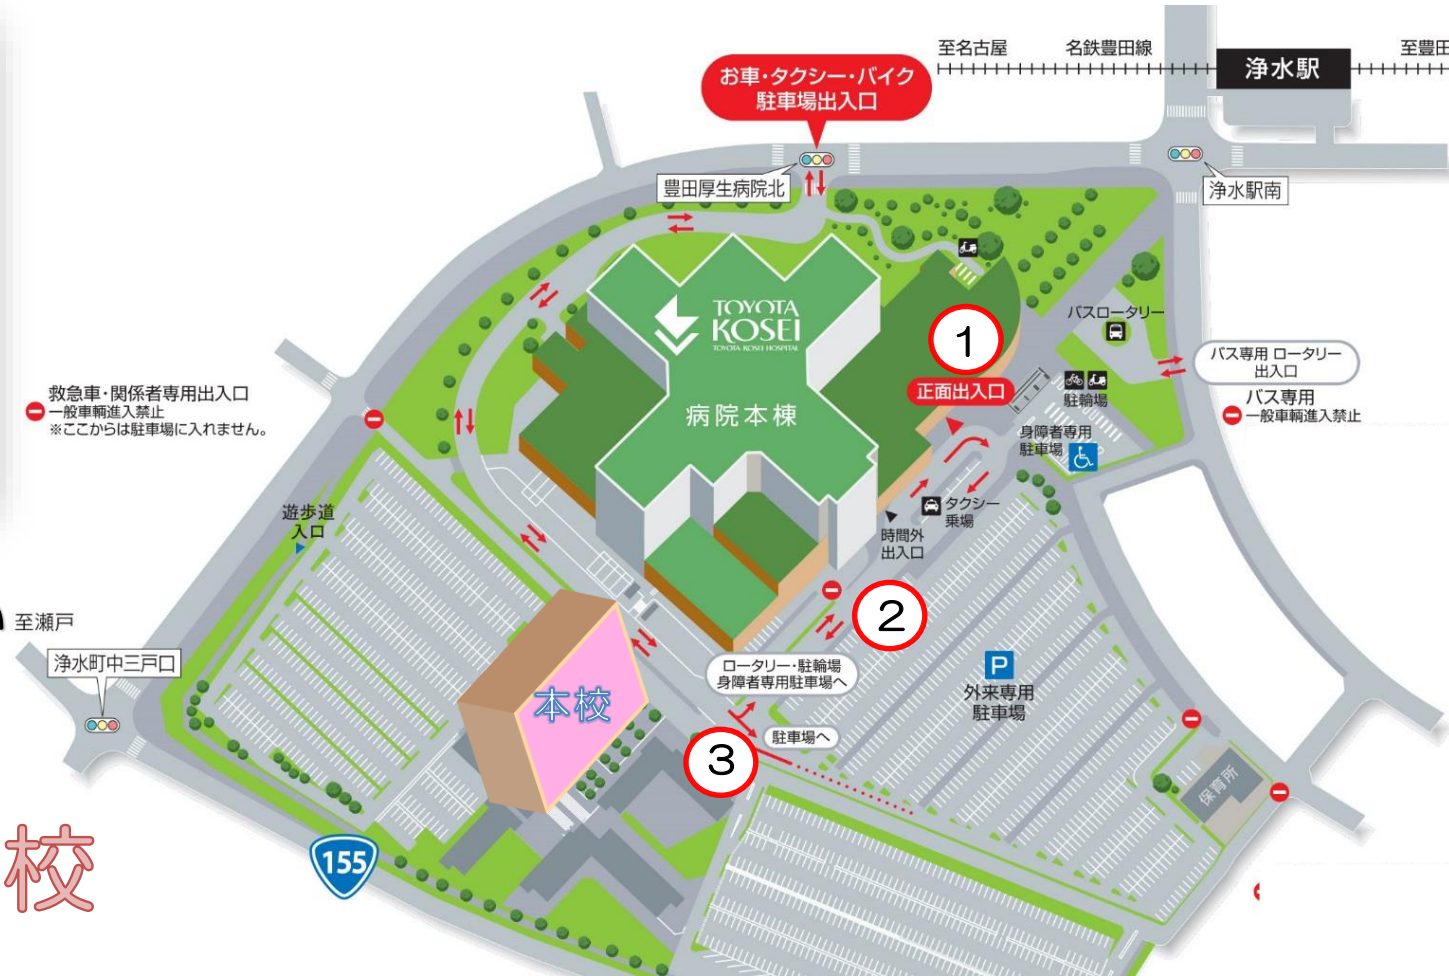 至名古屋
名鉄豊田線
浄水駅
至豊田
お車・タクシー・バイク
駐車場出入口
豊田厚生病院北
浄水駅南
TOYOTA
KOSEI
TOYOTA KOSEI HOSPITAL
病院本棟
①
正面出入口
バスロータリー
バス専用 ロータリー
出入口
バス専用
一般車輌進入禁止
駐輪場
身障者専用
駐車場
救急車・関係者専用出入口
一般車輌進入禁止
※ここからは駐車場に入れません。
タクシー
乗場
時間外
出入口
遊歩道
入口
②
至瀬戸
浄水町中三戸口
ロータリー・駐輪場
身障者専用駐車場へ
P
外来専用
駐車場
本校
駐車場へ
③
保育所
155
校